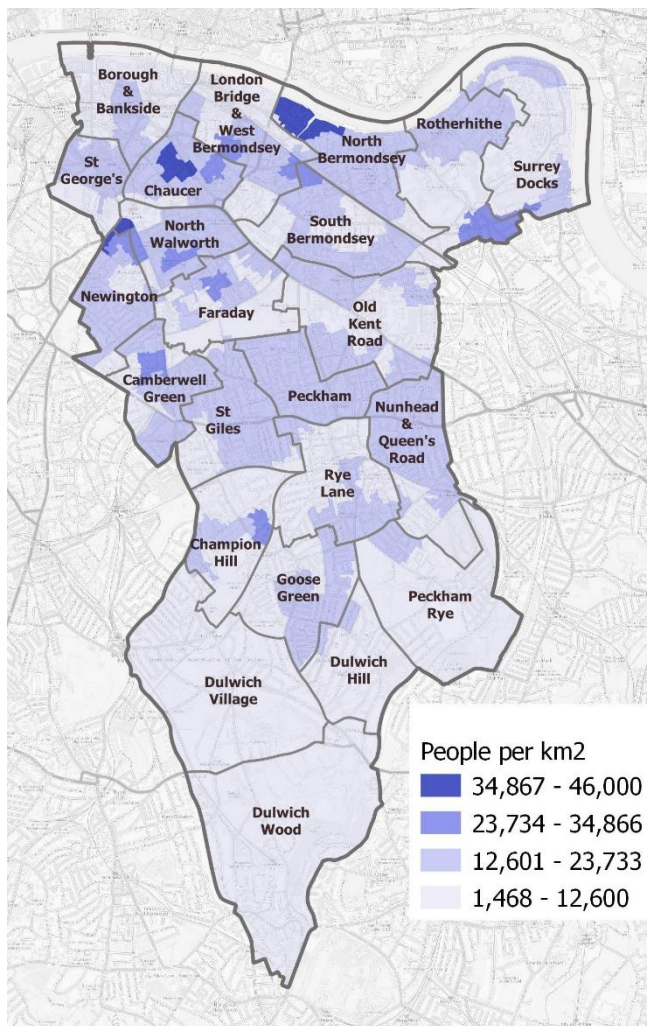 Borough
&
Bankside
London
Bridge
&
West
Bermondsey
North
Bermondsey
Rotherhithe
Surrey
Docks
St
George's
Chaucer
North
Walworth
South
Bermondsey
Newington
Faraday
Old
Kent
Road
Camberwell
Green
St
Giles
Peckham
Nunhead
&
Queen's
Road
Rye
Lane
Champion
Hill
Goose
Green
Peckham
Rye
Dulwich
Village
Dulwich
Hill
Dulwich
Wood
People per km2
34,867 - 46,000
23,734 - 34,866
12,601 - 23,733
1,468 - 12,600